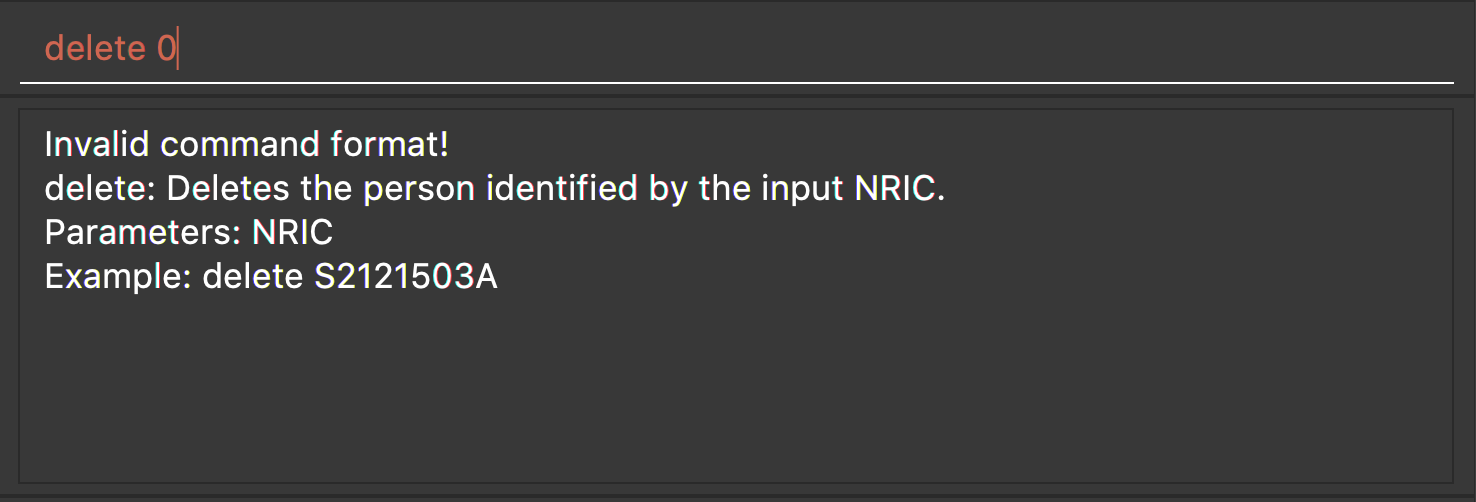 delete 0
Invalid command format!
delete: Deletes the person identified by the input NRIC.
Parameters: NRIC
Example: delete S2121503A